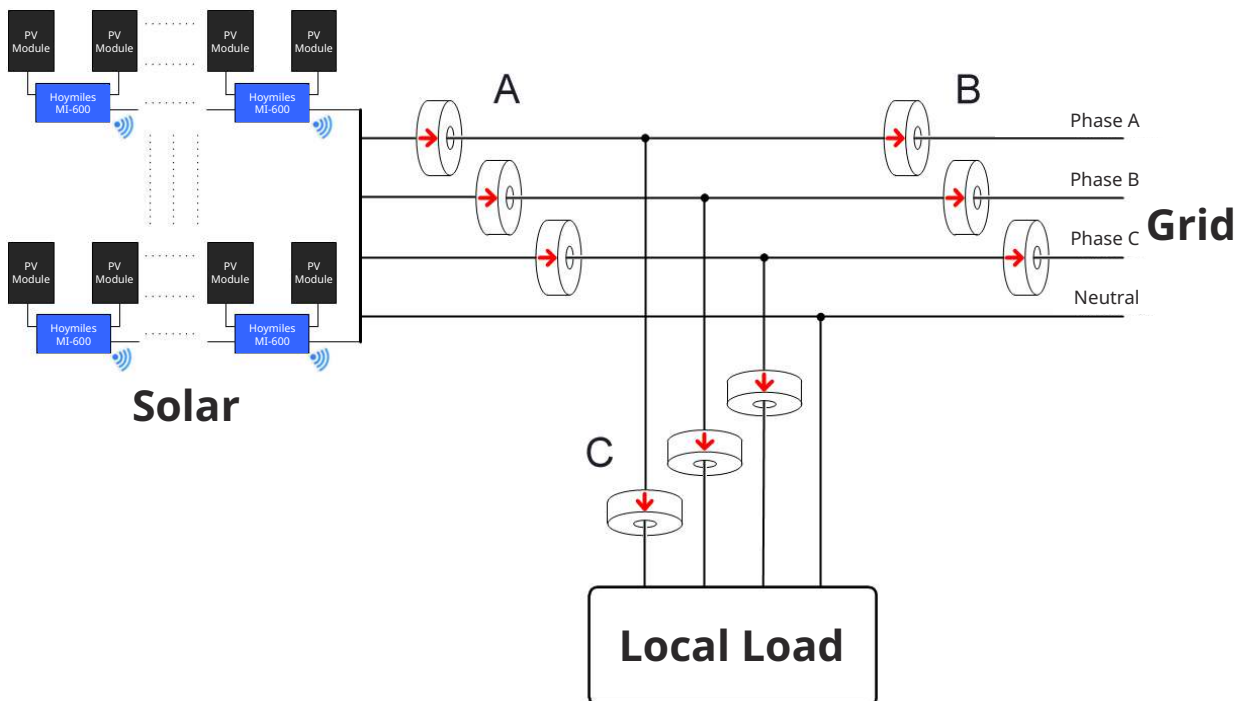 PV
Module
PV
Module
PV
Module
PV
Module
Hoymiles
MI-600
Hoymiles
MI-600
A
B
Phase A
Phase B
Phase C
Grid
Neutral
PV
Module
PV
Module
PV
Module
PV
Module
Hoymiles
MI-600
Hoymiles
MI-600
Solar
C
Local Load